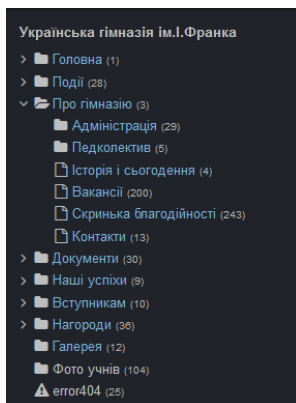 Українська гімназія ім.І.Франка
Головна (1)
Події (28)
Про гімназію (3)
Адміністрація (29)
Педколектив (5)
Історія і сьогодення (4)
Вакансії (200)
Скринька благодійності (243)
Контакти (13)
Документи (30)
Наші успіхи (9)
Вступникам (10)
Нагороди (36)
Галерея (12)
Фото учнів (104)
error404 (25)